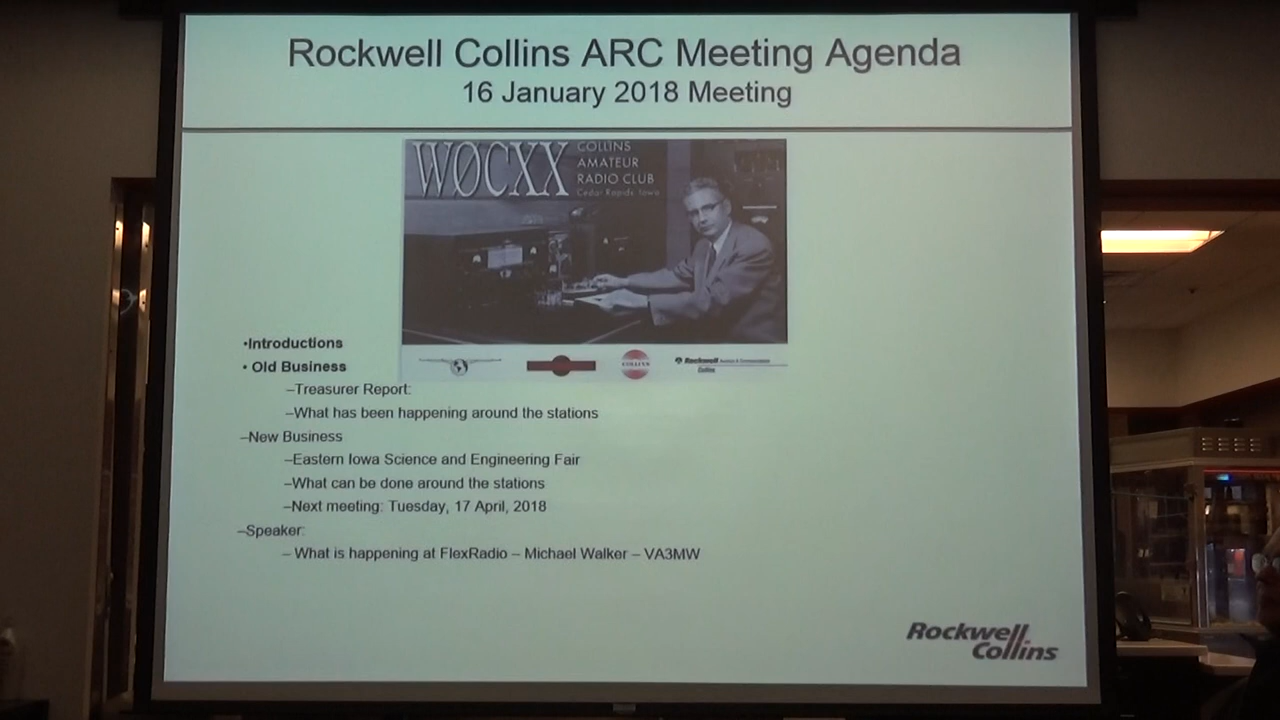 Rockwell Collins ARC Meeting Agenda
16 January 2018 Meeting
WØCXX
COLLINS
AMATEUR
RADIO CLUB
Cedar Rapids Iowa
•Introductions
• Old Business
–Treasurer Report:
–What has been happening around the stations
–New Business
–Eastern Iowa Science and Engineering Fair
–What can be done around the stations
–Next meeting: Tuesday, 17 April, 2018
–Speaker:
– What is happening at FlexRadio – Michael Walker – VA3MW
COLLINS
Rockwell
Collins
Rockwell
Collins